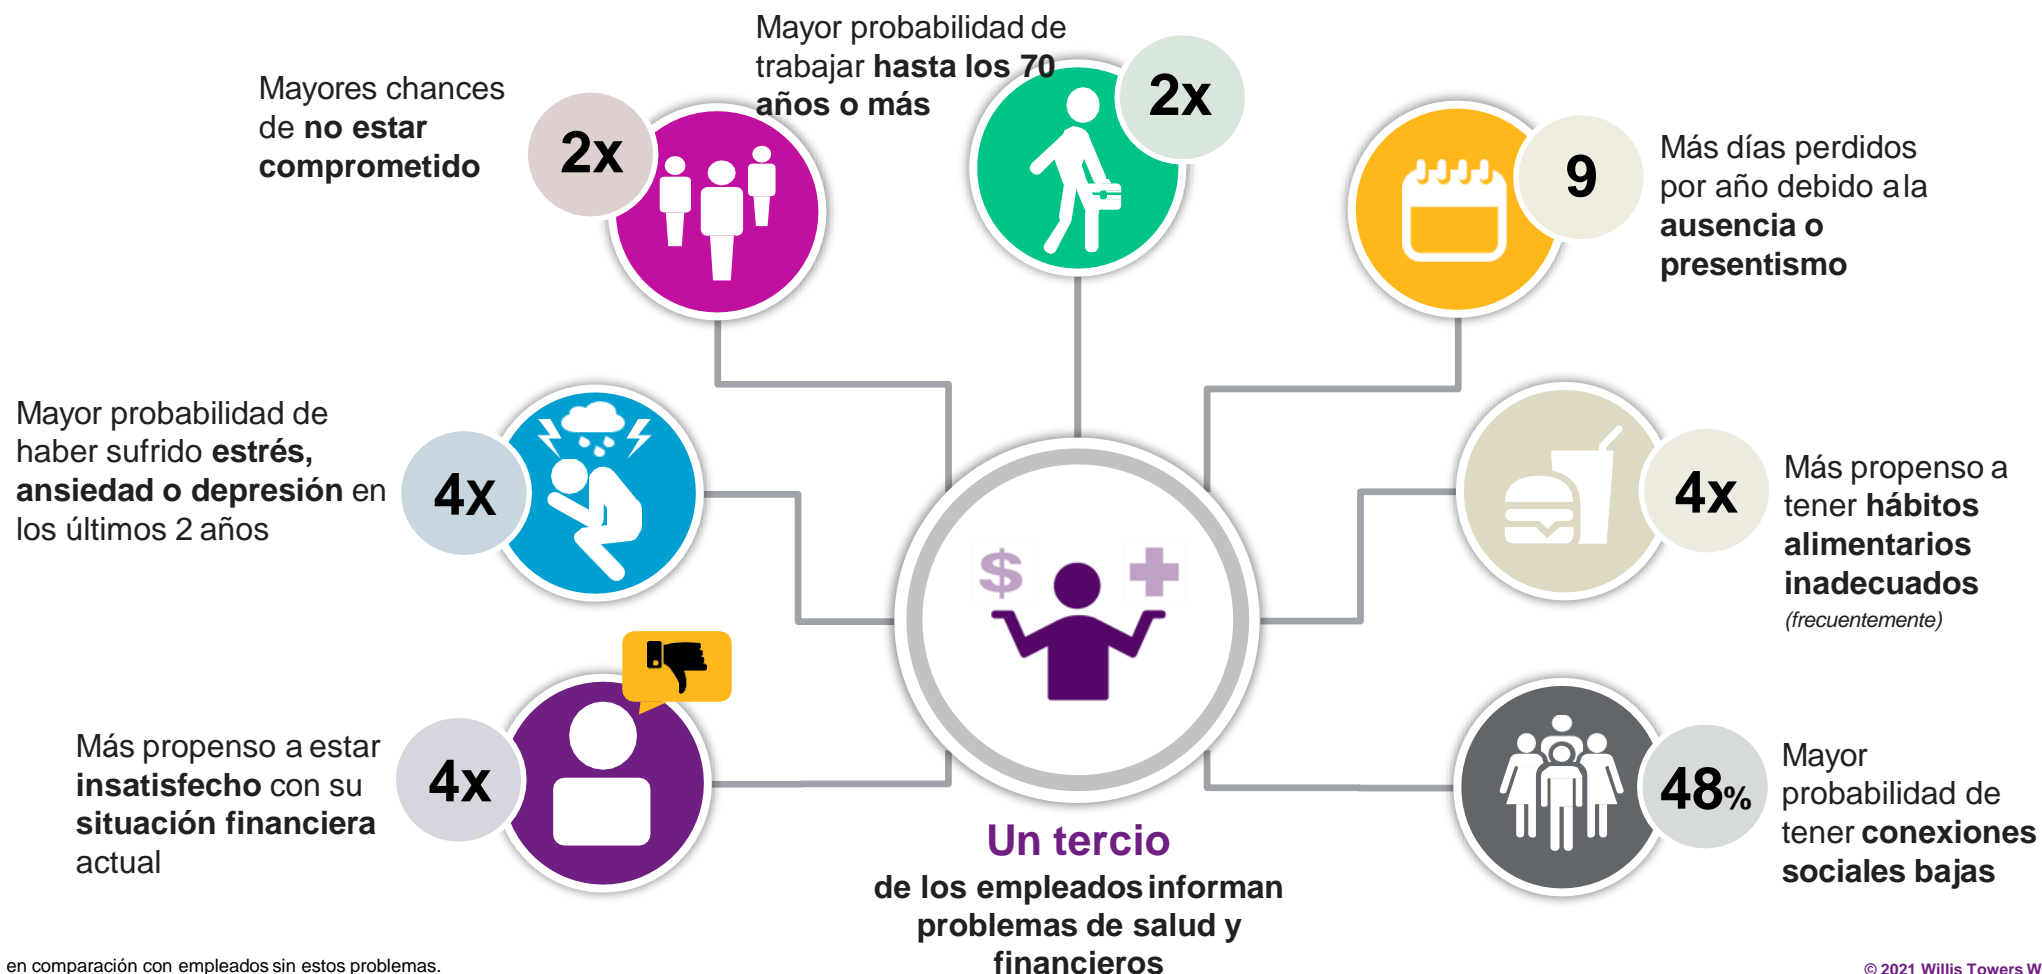 Mayor probabilidad de
trabajar hasta los 70
años o más
2x
Mayores chances
de no estar
comprometido
2x
9
Más días perdidos
por año debido a la
ausencia o
presentismo
Mayor probabilidad de
haber sufrido estrés,
ansiedad o depresión en
los últimos 2 años
4x
4x
Más propenso a
tener hábitos
alimentarios
inadecuados
(frecuentemente)
$
Más propenso a estar
insatisfecho con su
situación financiera
actual
4x
48%
Mayor
probabilidad de
tener conexiones
sociales bajas
Un tercio
de los empleados informan
problemas de salud y
financieros
en comparación con empleados sin estos problemas.
© 2021 Willis Towers W